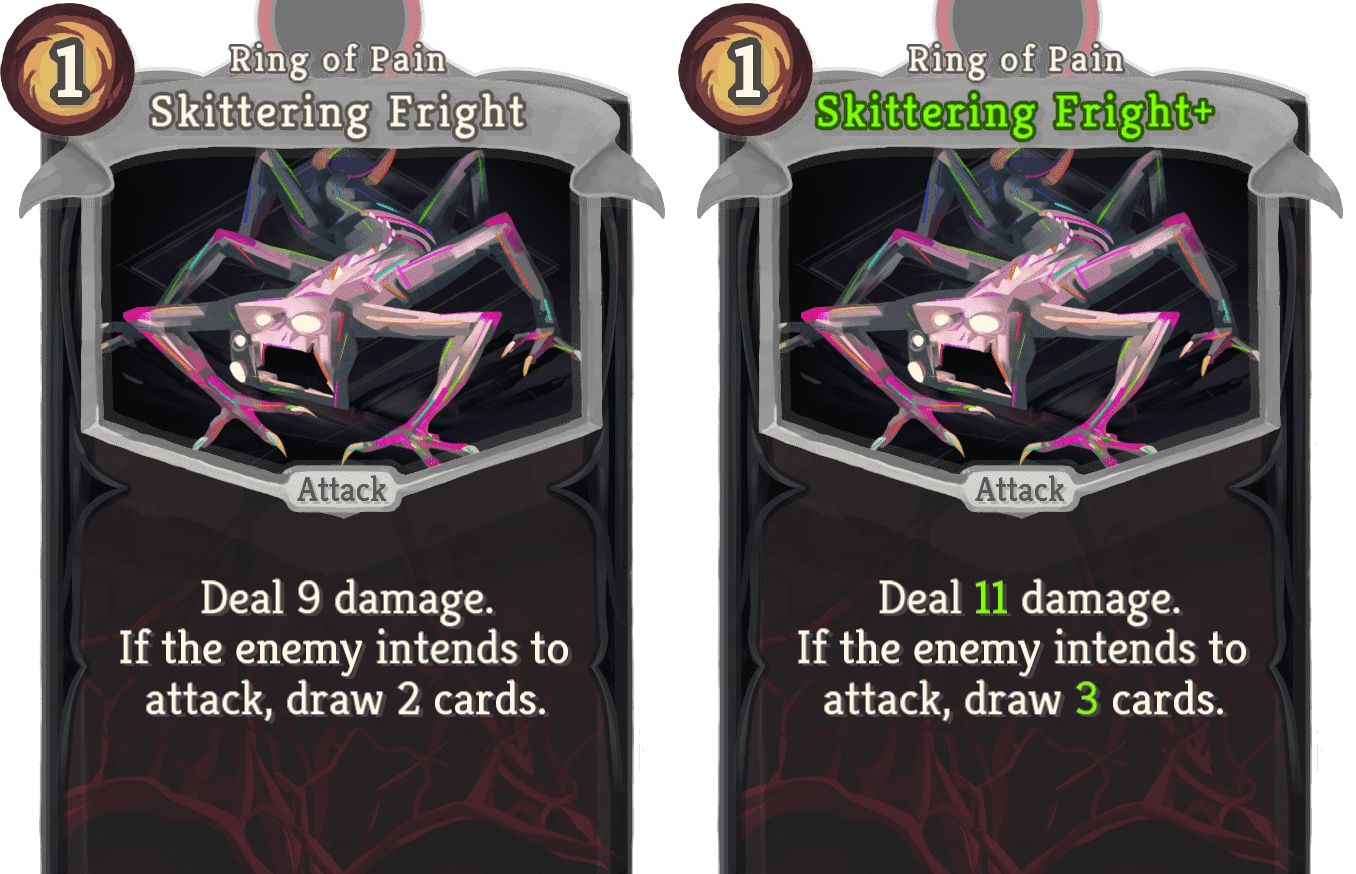 1
Ring of Pain
Skittering Fright
Attack
Deal 9 damage.
If the enemy intends to
attack, draw 2 cards.
1
Ring of Pain
Skittering Fright+
Attack
Deal 11 damage.
If the enemy intends to
attack, draw 3 cards.